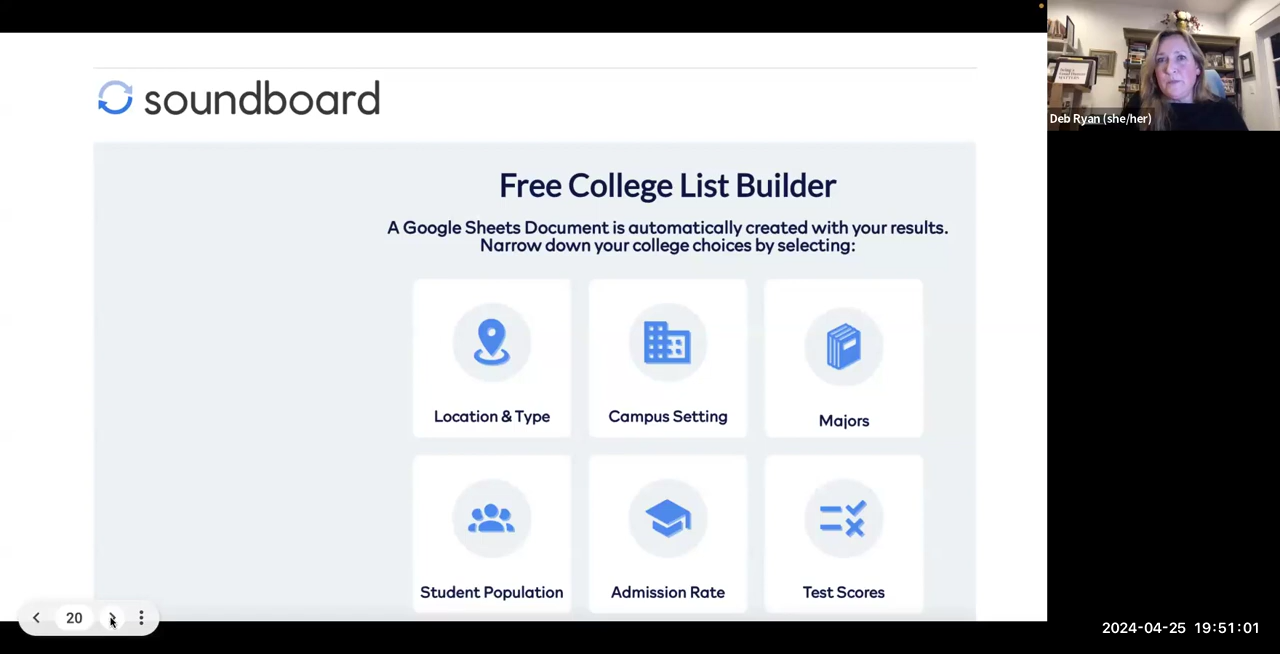 soundboard
Free College List Builder
A Google Sheets Document is automatically created with your results.
Narrow down your college choices by selecting:
Location & Type
Campus Setting
Majors
Student Population
Admission Rate
Test Scores
20
Deb Ryan (she/her)
2024-04-25 19:51:01